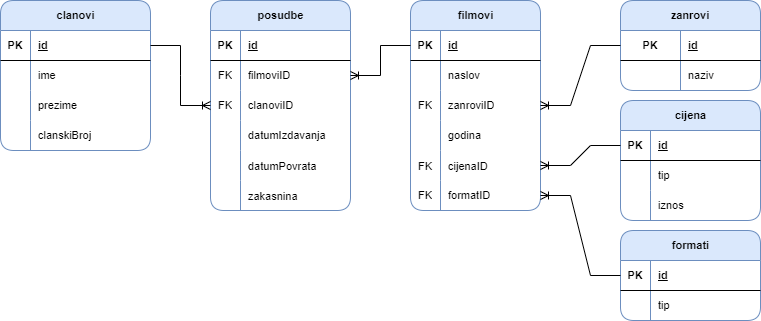 clanovi
PK id
ime
prezime
clanskiBroj
posudbe
PK id
FK filmoviID
FK clanoviID
datumIzdavanja
datumPovrata
zakasnina
filmovi
PK id
naslov
FK zanroviID
godina
FK cijenaID
FK formatID
zanrovi
PK id
naziv
cijena
PK id
tip
iznos
formati
PK id
tip